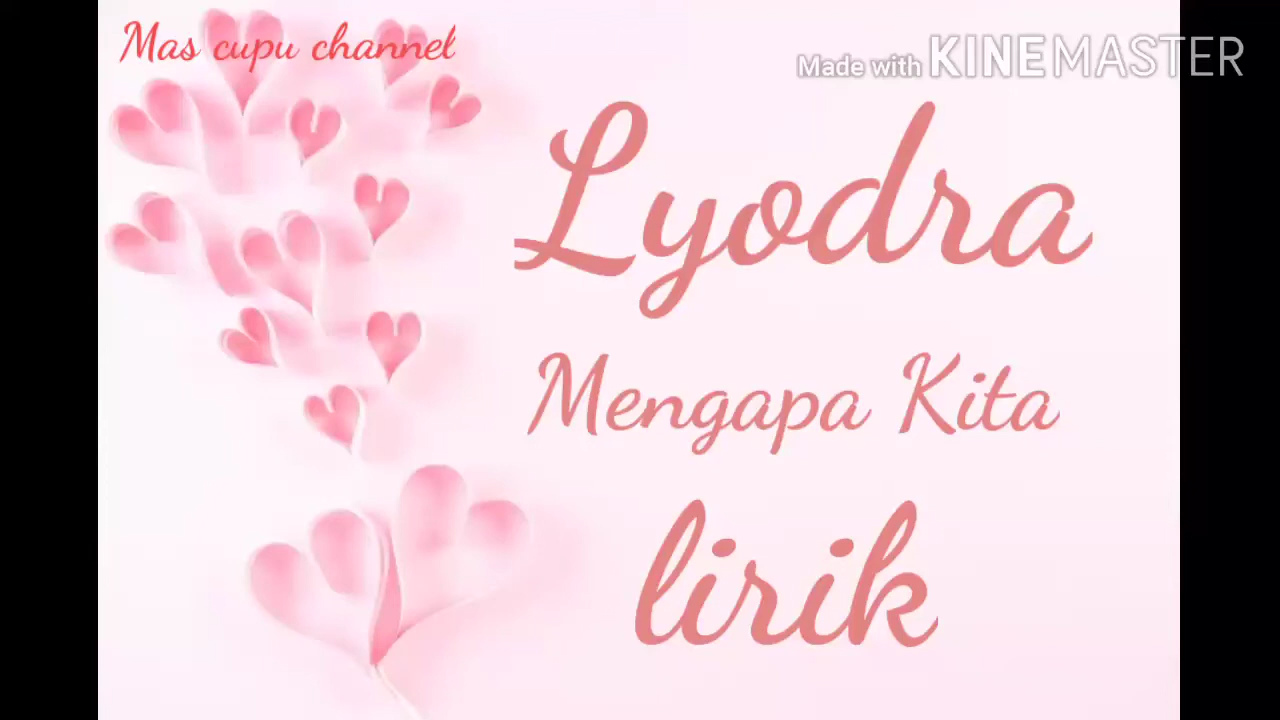 Mas cupu channel
Made with KINEMASTER
Lyodra
Mengapa Kita
lirik